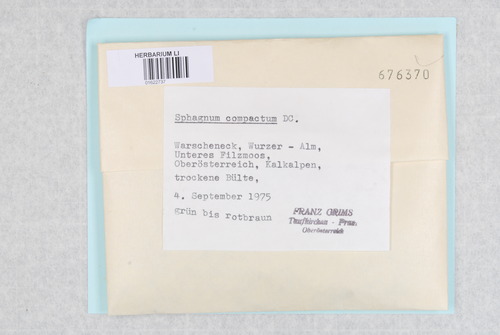 HERBARIUM LI
676370
Sphagnum compactum DC.
Warscheneck, Wurzer - Alm,
Unteres Filzmoos,
Oberösterreich, Kalkalpen,
trockene Bülte,
4. September 1975
grün bis rotbraun
FRANZ GRIMS
Taufkirchen - Pram
Oberösterreich